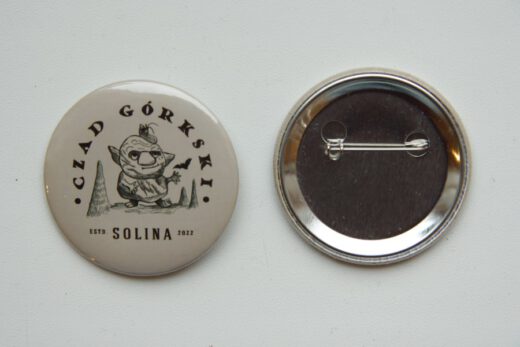 • CZAD GÓRKSKI •
ESTD. SOLINA 2022